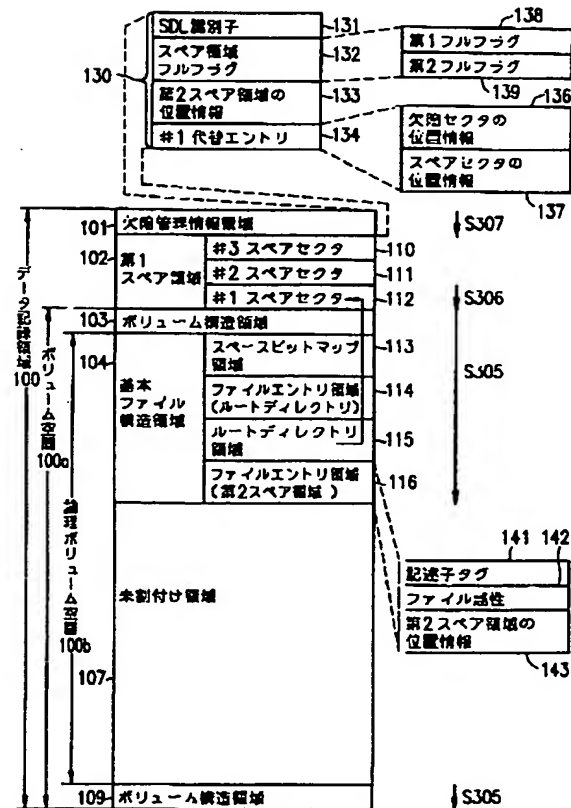 130
SDL識別子
131
スペア領域
フルフラグ
132
第2スペア領域の
位置情報
133
#1代替エントリ
134
138
第1フルフラグ
第2フルフラグ
139
136
欠陥セクタの
位置情報
スペアセクタの
位置情報
137
データ記録領域 100
ボリューム空間 100a
論理ボリューム空間 100b
101
欠陥管理情報領域
S307
102
第1
スペア領域
#3 スペアセクタ
110
#2 スペアセクタ
111
#1 スペアセクタ
112
S306
103
ボリューム構造領域
104
基本
ファイル
構造領域
スペースビットマップ
領域
113
ファイルエントリ領域
(ルートディレクトリ)
114
ルートディレクトリ
領域
115
ファイルエントリ領域
(第2スペア領域)
116
S305
141
142
記述子タグ
ファイル属性
第2スペア領域の
位置情報
143
未割付け領域
107
109
ボリューム構造領域
S305